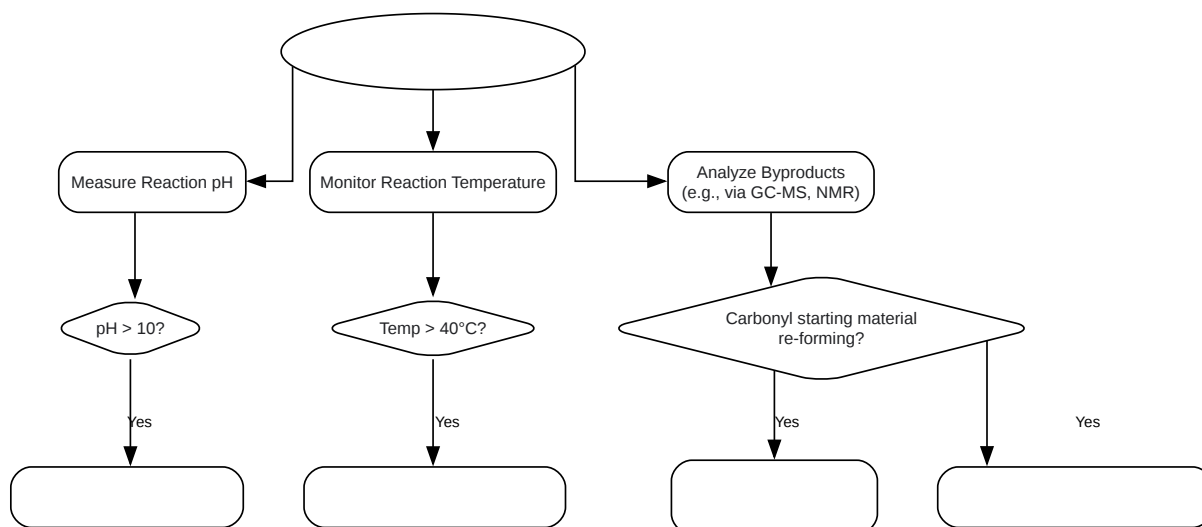 Measure Reaction pH
Monitor Reaction Temperature
Analyze Byproducts
(e.g., via GC-MS, NMR)
pH > 10?
Temp > 40°C?
Carbonyl starting material
re-forming?
Yes
Yes
Yes
Yes